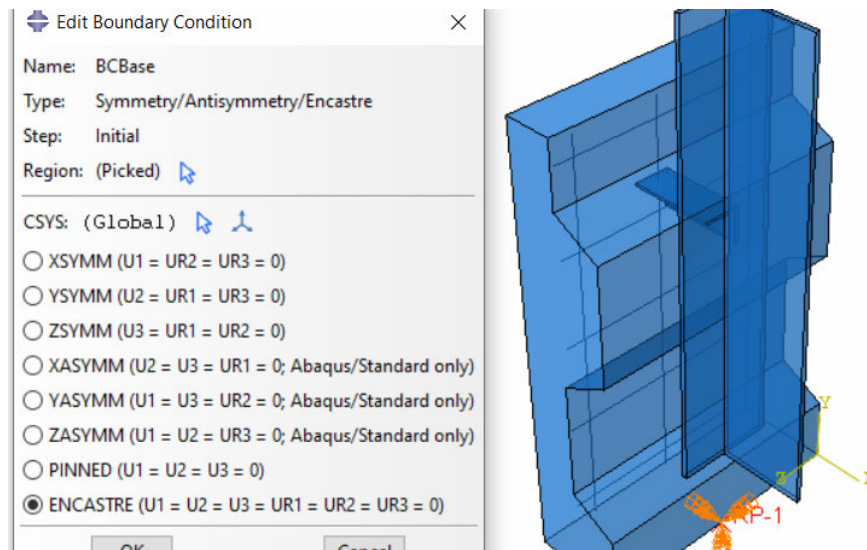 Edit Boundary Condition
Name: BCBase
Type: Symmetry/Antisymmetry/Encastre
Step: Initial
Region: (Picked)
CSYS: (Global)
XSYMM (U1 = UR2 = UR3 = 0)
YSYMM (U2 = UR1 = UR3 = 0)
ZSYMM (U3 = UR1 = UR2 = 0)
XASYMM (U2 = U3 = UR1 = 0; Abaqus/Standard only)
YASYMM (U1 = U3 = UR2 = 0; Abaqus/Standard only)
ZASYMM (U1 = U2 = UR3 = 0; Abaqus/Standard only)
PINNED (U1 = U2 = U3 = 0)
ENCASTRE (U1 = U2 = U3 = UR1 = UR2 = UR3 = 0)
OK Cancel
Y
Z
RP-1